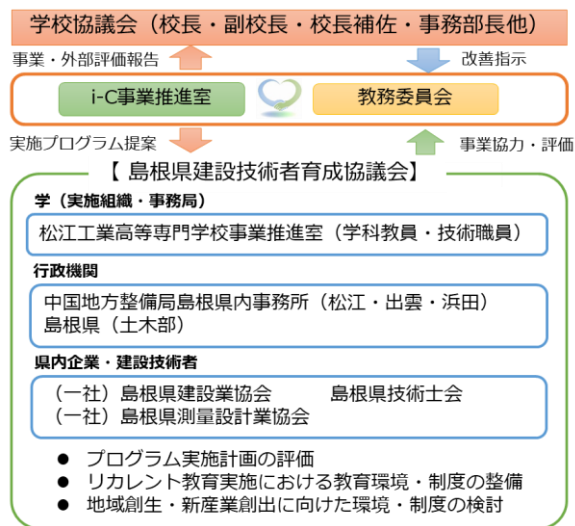 学校協議会（校長・副校長・校長補佐・事務部長他）
事業・外部評価報告
改善指示
i-C事業推進室
教務委員会
実施プログラム提案
事業協力・評価
【 島根県建設技術者育成協議会】
学（実施組織・事務局）
松江工業高等専門学校事業推進室（学科教員・技術職員）
行政機関
中国地方整備局島根県内事務所（松江・出雲・浜田）
島根県（土木部）
県内企業・建設技術者
（一社）島根県建設業協会 島根県技術士会
（一社）島根県測量設計業協会
● プログラム実施計画の評価
● リカレント教育実施における教育環境・制度の整備
● 地域創生・新産業創出に向けた環境・制度の検討